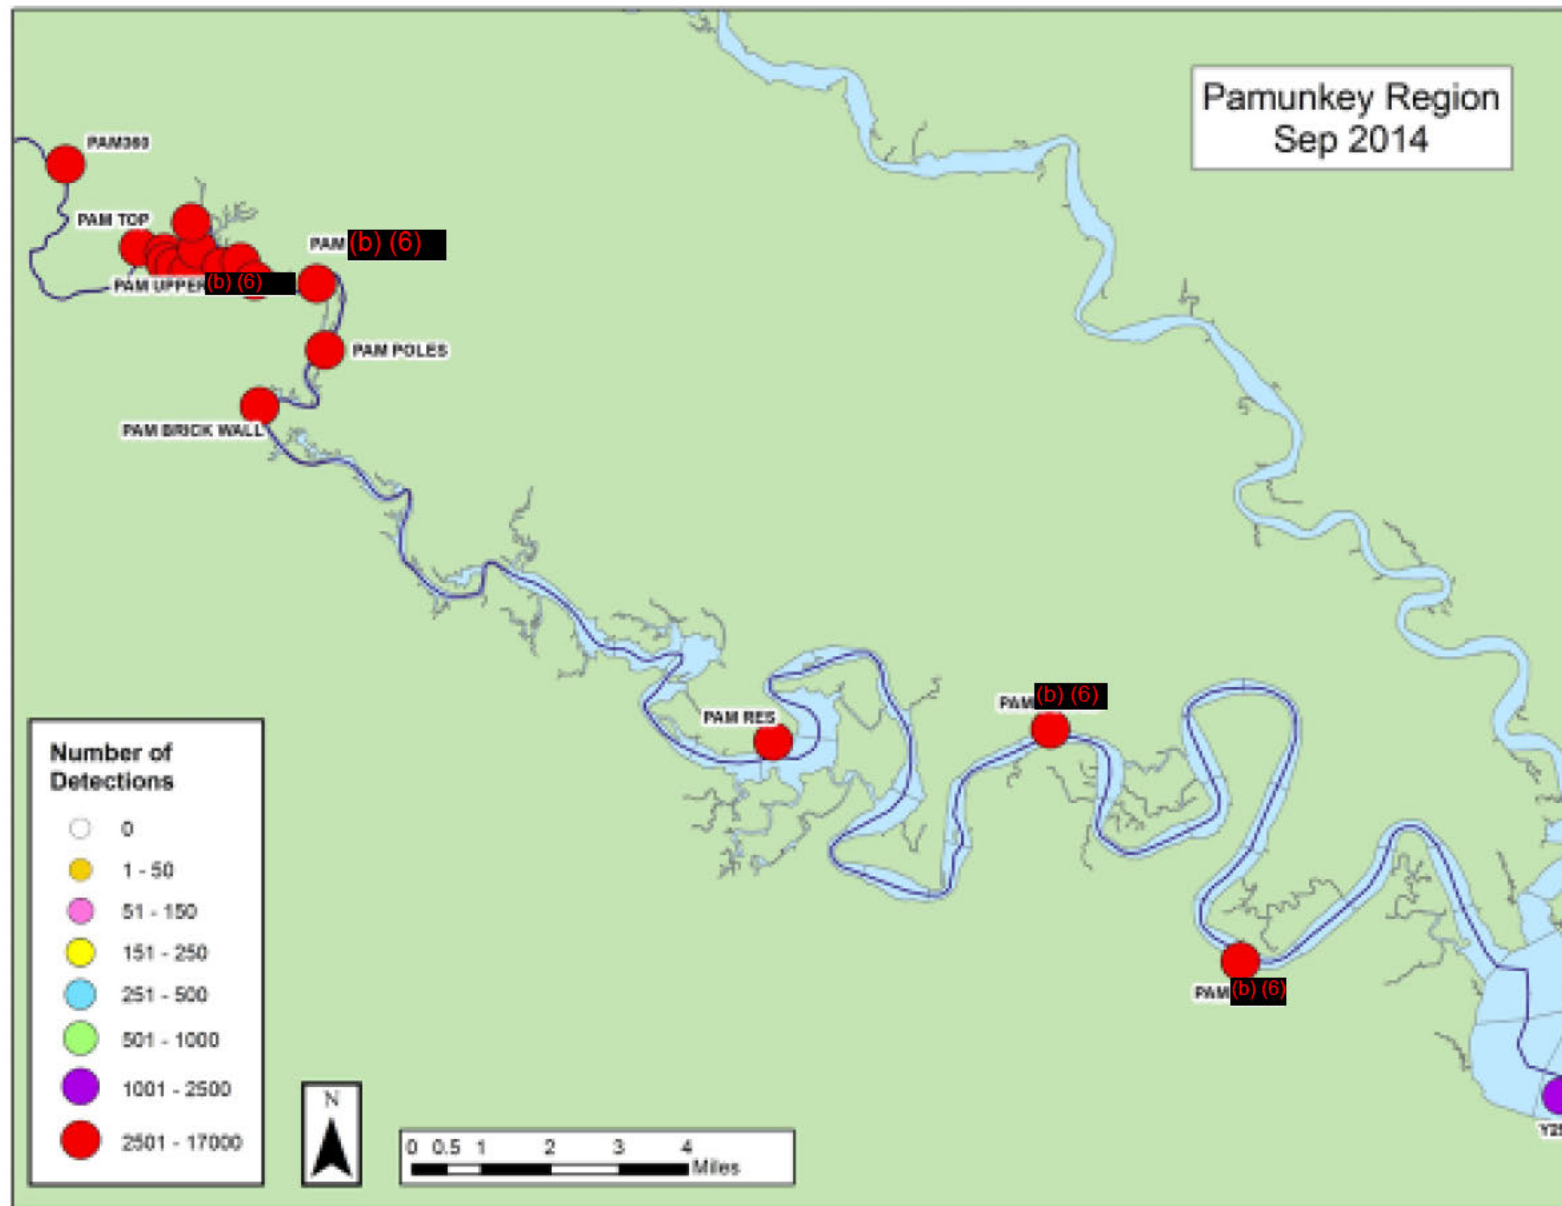 Pamunkey Region
Sep 2014
PAM360
PAM TOP
PAM (b) (6)
PAM UPPER (b) (6)
PAM POLES
PAM BRICK WALL
PAM (b) (6)
PAM RES
PAM (b) (6)
Number of
Detections
0
1 - 50
51 - 150
151 - 250
251 - 500
501 - 1000
1001 - 2500
2501 - 17000
N
0 0.5 1 2 3 4
Miles